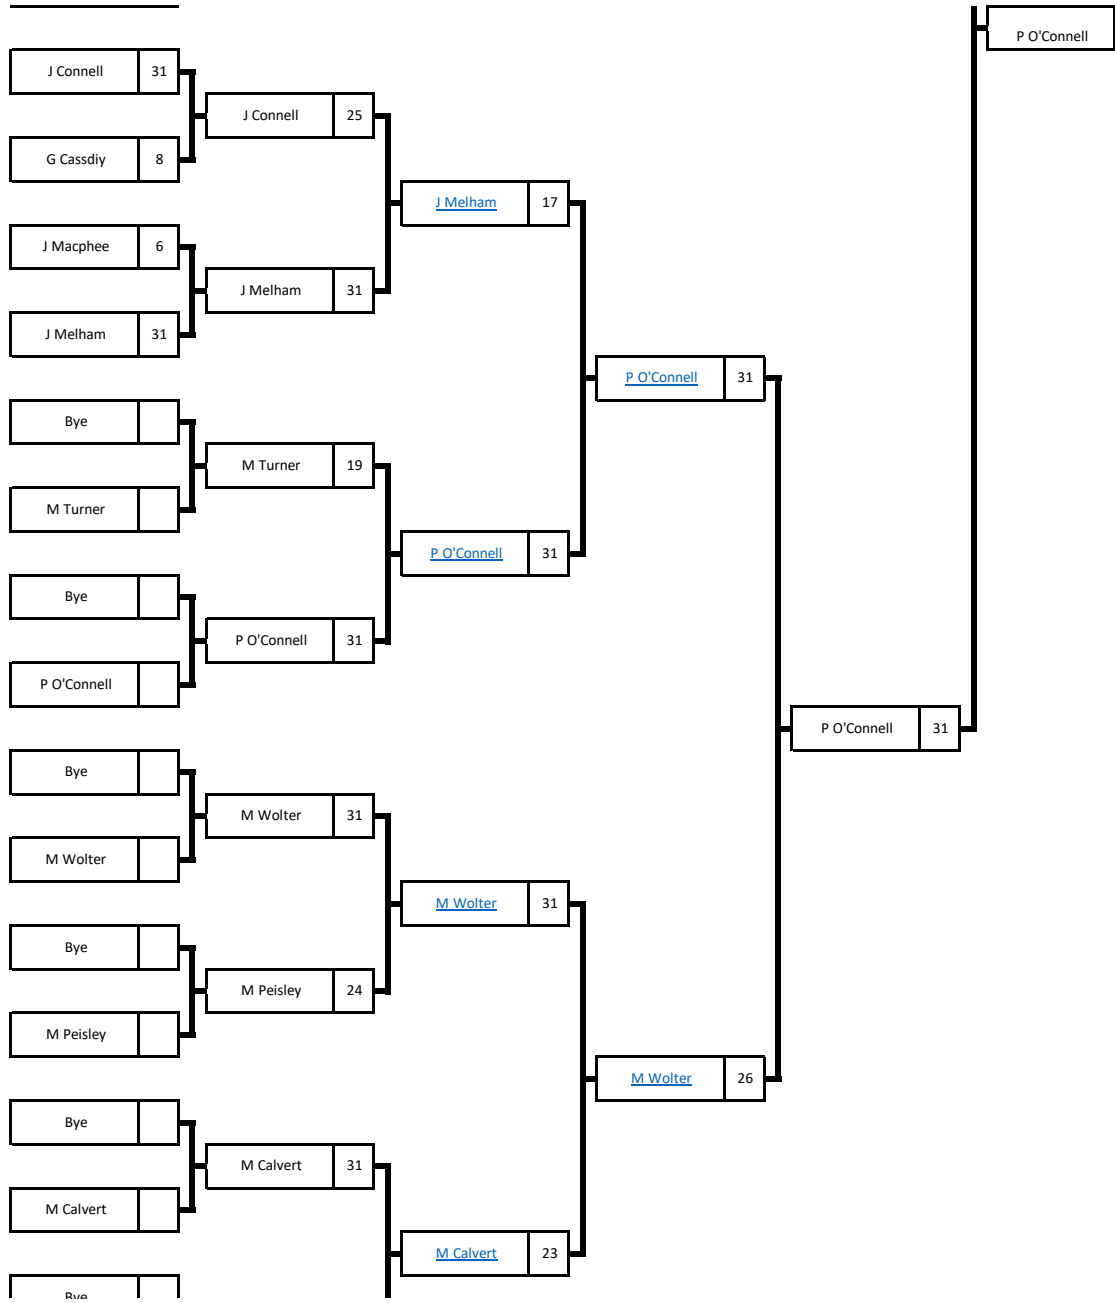 P O'Connell
J Connell 31
J Connell 25
G Cassdiy 8
J Melham 17
J Macphee 6
J Melham 31
J Melham 31
P O'Connell 31
Bye
M Turner 19
M Turner
P O'Connell 31
Bye
P O'Connell 31
P O'Connell
P O'Connell 31
Bye
M Wolter 31
M Wolter
M Wolter 31
Bye
M Peisley 24
M Peisley
M Wolter 26
Bye
M Calvert 31
M Calvert
M Calvert 23
Bye